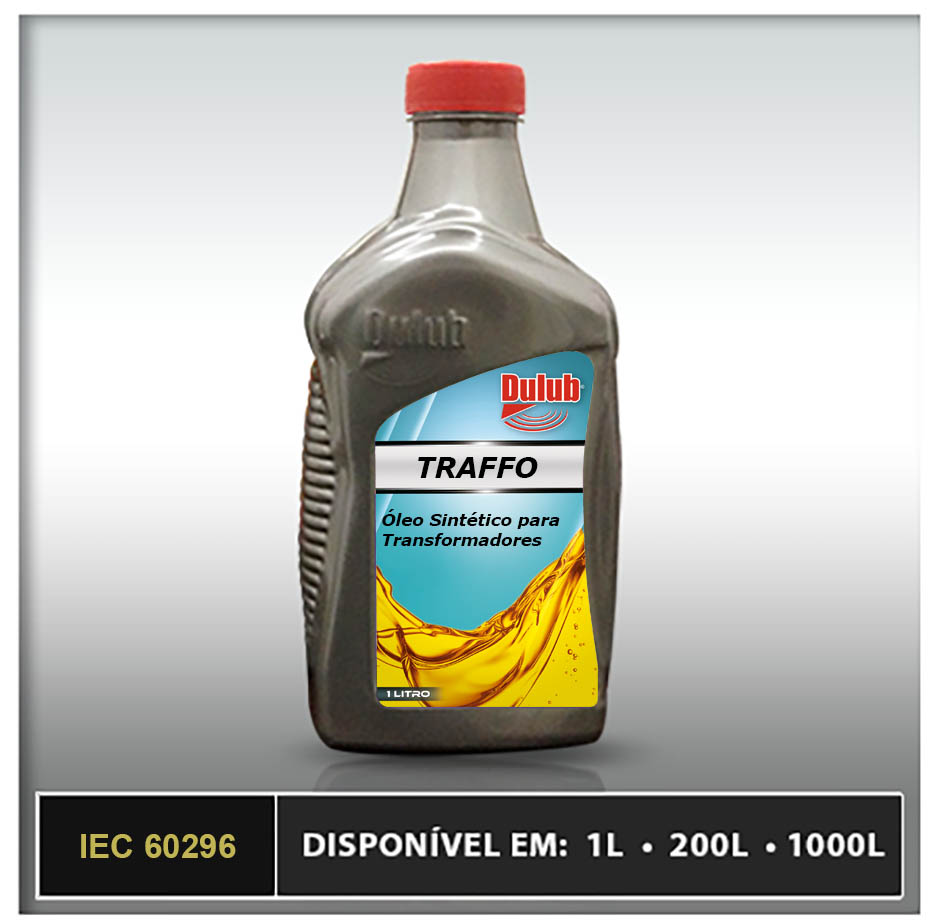 Dulub
Dulub
TRAFFO
Óleo Sintético para
Transformadores
1 LITRO
IEC 60296
DISPONÍVEL EM: 1L • 200L • 1000L